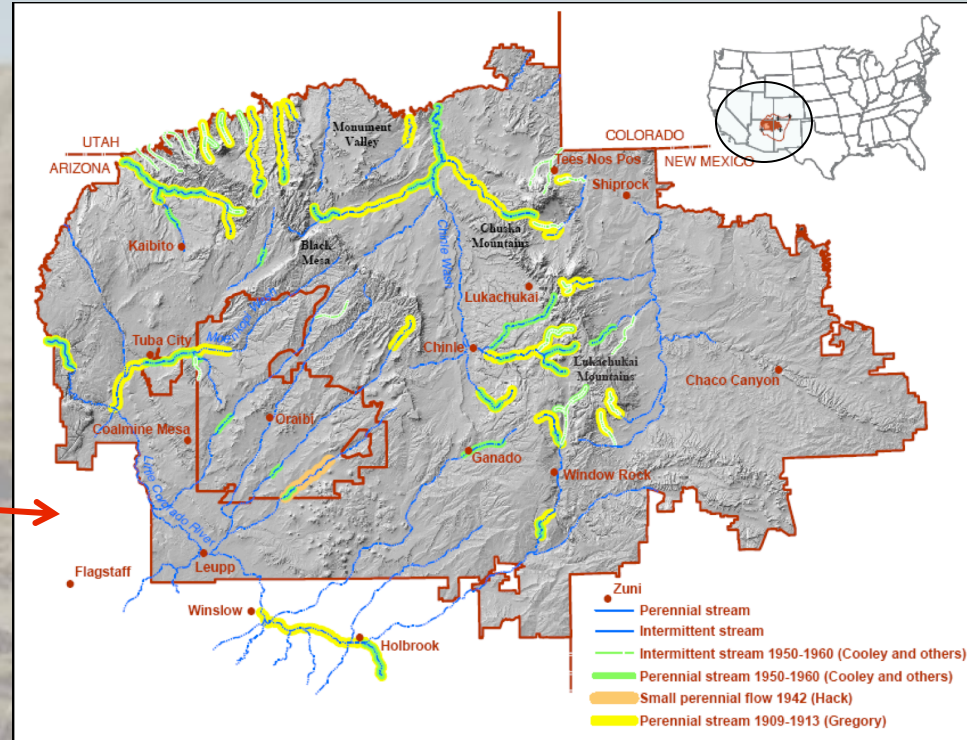 UTAH
ARIZONA
COLORADO
NEW MEXICO
Monument
Valley
Tees Nos Pos
Shiprock
Kaibito
Black
Mesa
Chinle Wash
Chuska
Mountains
Lukachukai
Tuba City
Chinle
Lukachukai
Mountains
Chaco Canyon
Coalmine Mesa
Oraibi
Ganado
Window Rock
Little Colorado River
Leupp
Flagstaff
Winslow
Holbrook
Zuni
Perennial stream
Intermittent stream
Intermittent stream 1950-1960 (Cooley and others)
Perennial stream 1950-1960 (Cooley and others)
Small perennial flow 1942 (Hack)
Perennial stream 1909-1913 (Gregory)